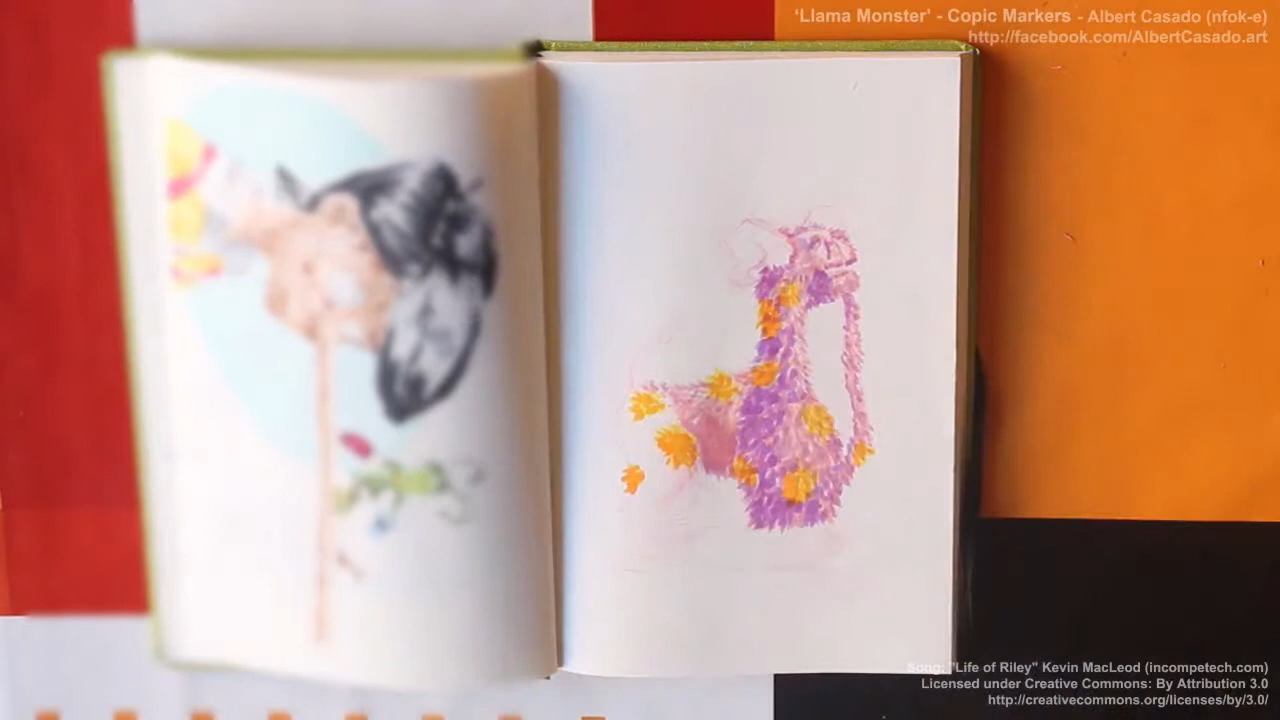 ‘Llama Monster’ - Copic Markers - Albert Casado (nfok-e)
http://facebook.com/AlbertCasado.art
Song: "Life of Riley" Kevin MacLeod (incompetech.com)
Licensed under Creative Commons: By Attribution 3.0
http://creativecommons.org/licenses/by/3.0/